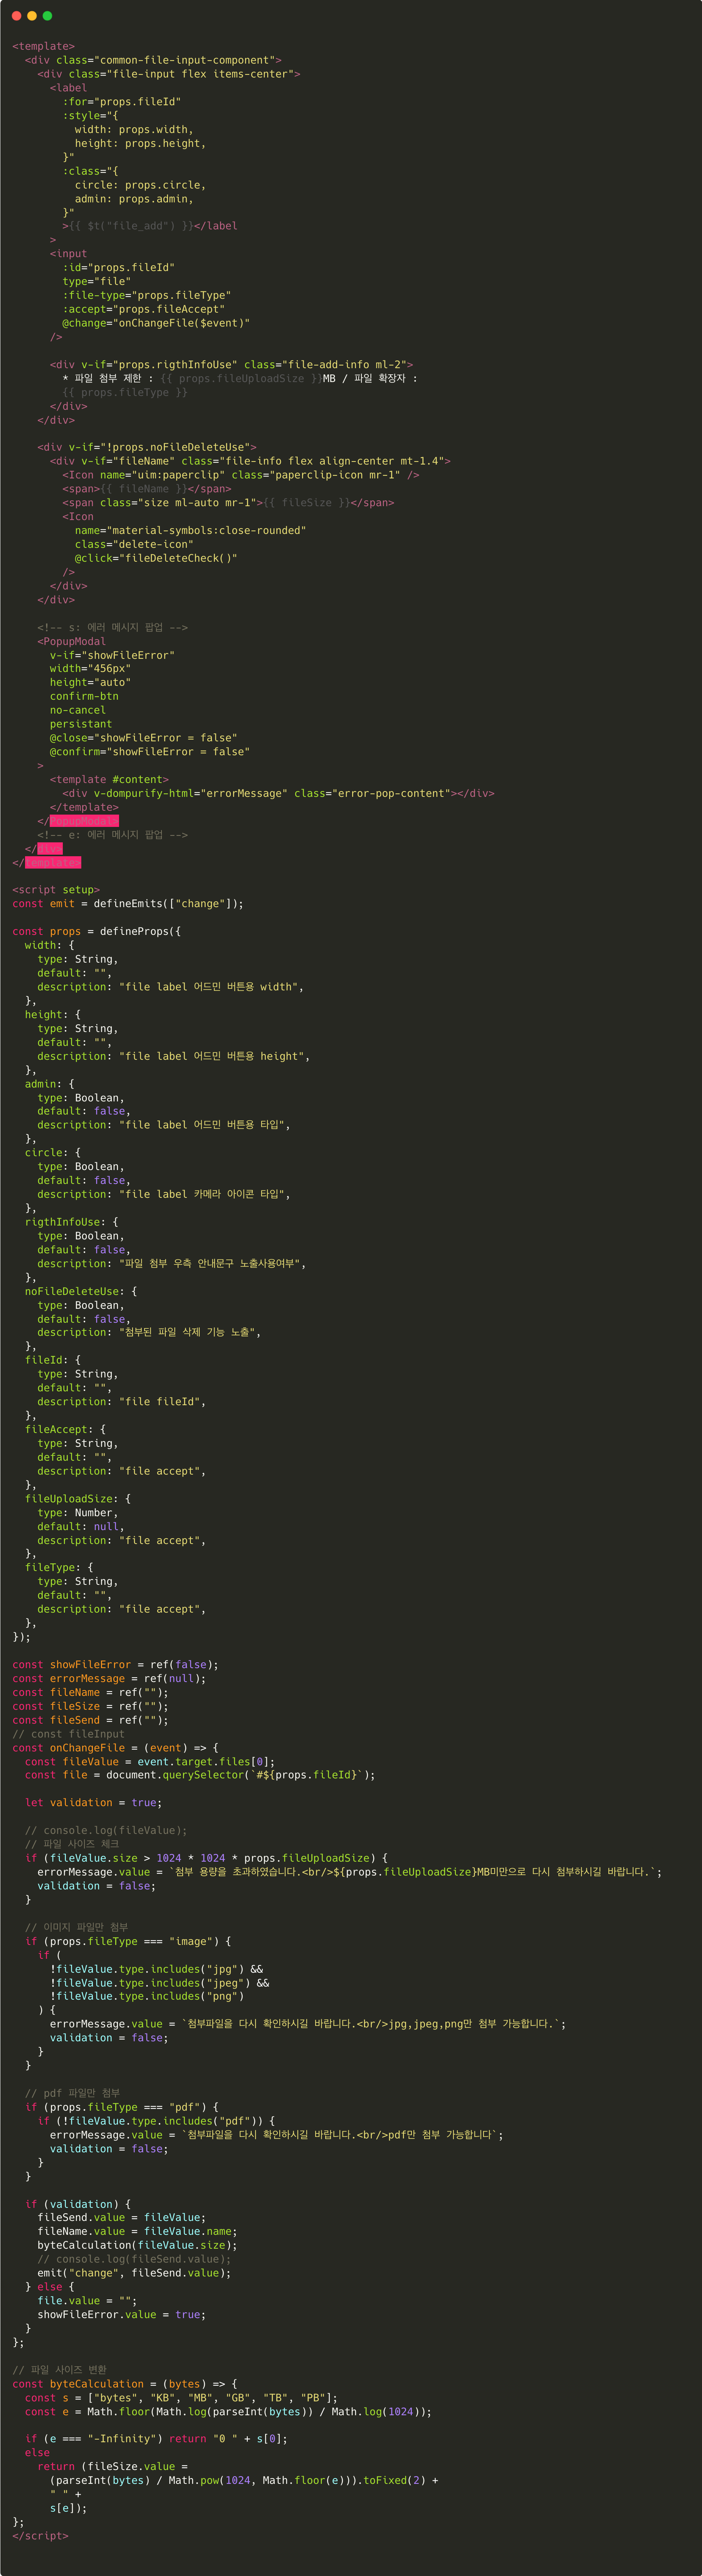 <template>
  <div class="common-file-input-component">
    <div class="file-input flex items-center">
      <label
        :for="props.fileId"
        :style="{
          width: props.width,
          height: props.height,
        }"
        :class="{
          circle: props.circle,
          admin: props.admin,
        }"
        >{{ $t("file_add") }}</label
      >
      <input
        :id="props.fileId"
        type="file"
        :file-type="props.fileType"
        :accept="props.fileAccept"
        @change="onChangeFile($event)"
      />

      <div v-if="props.rigthInfoUse" class="file-add-info ml-2">
        * 파일 첨부 제한 : {{ props.fileUploadSize }}MB / 파일 확장자 :
        {{ props.fileType }}
      </div>
    </div>

    <div v-if="!props.noFileDeleteUse">
      <div v-if="fileName" class="file-info flex align-center mt-1.4">
        <Icon name="uim:paperclip" class="paperclip-icon mr-1" />
        <span>{{ fileName }}</span>
        <span class="size ml-auto mr-1">{{ fileSize }}</span>
        <Icon
          name="material-symbols:close-rounded"
          class="delete-icon"
          @click="fileDeleteCheck()"
        />
      </div>
    </div>

    <!-- s: 에러 메시지 팝업 -->
    <PopupModal
      v-if="showFileError"
      width="456px"
      height="auto"
      confirm-btn
      no-cancel
      persistant
      @close="showFileError = false"
      @confirm="showFileError = false"
    >
      <template #content>
        <div v-dompurify-html="errorMessage" class="error-pop-content"></div>
      </template>
    </PopupModal>
    <!-- e: 에러 메시지 팝업 -->
  </div>
</template>

<script setup>
const emit = defineEmits(["change"]);

const props = defineProps({
  width: {
    type: String,
    default: "",
    description: "file label 어드민 버튼용 width",
  },
  height: {
    type: String,
    default: "",
    description: "file label 어드민 버튼용 height",
  },
  admin: {
    type: Boolean,
    default: false,
    description: "file label 어드민 버튼용 타입",
  },
  circle: {
    type: Boolean,
    default: false,
    description: "file label 카메라 아이콘 타입",
  },
  rigthInfoUse: {
    type: Boolean,
    default: false,
    description: "파일 첨부 우측 안내문구 노출사용여부",
  },
  noFileDeleteUse: {
    type: Boolean,
    default: false,
    description: "첨부된 파일 삭제 기능 노출",
  },
  fileId: {
    type: String,
    default: "",
    description: "file fileId",
  },
  fileAccept: {
    type: String,
    default: "",
    description: "file accept",
  },
  fileUploadSize: {
    type: Number,
    default: null,
    description: "file accept",
  },
  fileType: {
    type: String,
    default: "",
    description: "file accept",
  },
});

const showFileError = ref(false);
const errorMessage = ref(null);
const fileName = ref("");
const fileSize = ref("");
const fileSend = ref("");
// const fileInput
const onChangeFile = (event) => {
  const fileValue = event.target.files[0];
  const file = document.querySelector(`#${props.fileId}`);

  let validation = true;

  // console.log(fileValue);
  // 파일 사이즈 체크
  if (fileValue.size > 1024 * 1024 * props.fileUploadSize) {
    errorMessage.value = `첨부 용량을 초과하였습니다.<br/>${props.fileUploadSize}MB미만으로 다시 첨부하시길 바랍니다.`;
    validation = false;
  }

  // 이미지 파일만 첨부
  if (props.fileType === "image") {
    if (
      !fileValue.type.includes("jpg") &&
      !fileValue.type.includes("jpeg") &&
      !fileValue.type.includes("png")
    ) {
      errorMessage.value = `첨부파일을 다시 확인하시길 바랍니다.<br/>jpg,jpeg,png만 첨부 가능합니다.`;
      validation = false;
    }
  }

  // pdf 파일만 첨부
  if (props.fileType === "pdf") {
    if (!fileValue.type.includes("pdf")) {
      errorMessage.value = `첨부파일을 다시 확인하시길 바랍니다.<br/>pdf만 첨부 가능합니다`;
      validation = false;
    }
  }

  if (validation) {
    fileSend.value = fileValue;
    fileName.value = fileValue.name;
    byteCalculation(fileValue.size);
    // console.log(fileSend.value);
    emit("change", fileSend.value);
  } else {
    file.value = "";
    showFileError.value = true;
  }
};

// 파일 사이즈 변환
const byteCalculation = (bytes) => {
  const s = ["bytes", "KB", "MB", "GB", "TB", "PB"];
  const e = Math.floor(Math.log(parseInt(bytes)) / Math.log(1024));

  if (e === "-Infinity") return "0 " + s[0];
  else
    return (fileSize.value =
      (parseInt(bytes) / Math.pow(1024, Math.floor(e))).toFixed(2) +
      " " +
      s[e]);
};
</script>